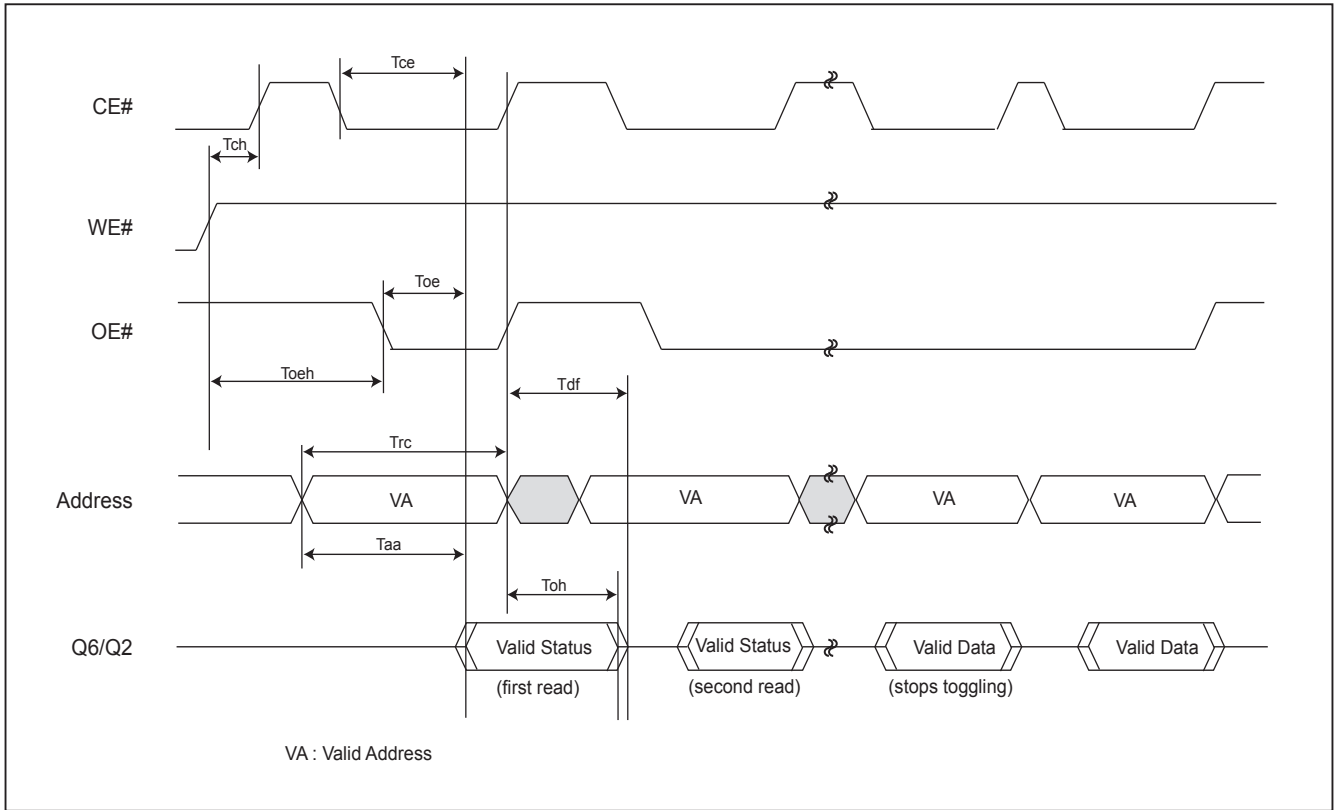 Tce
CE#
Tch
WE#
Toe
OE#
Toeh
Tdf
Trc
Address
VA
VA
VA
VA
Taa
Toh
Q6/Q2
Valid Status
Valid Status
Valid Data
Valid Data
(first read)
(second read)
(stops toggling)
VA : Valid Address